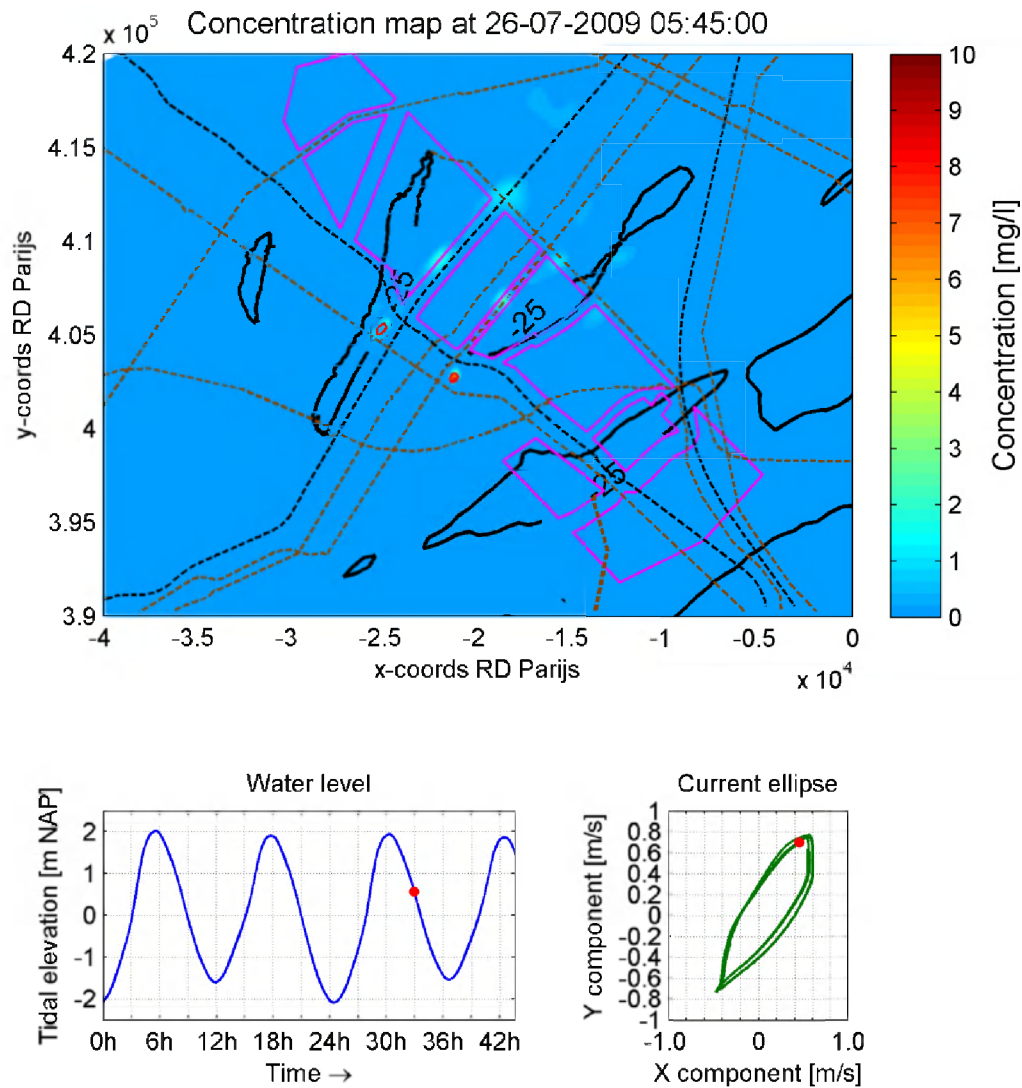 x 10⁵
Concentration map at 26-07-2009 05:45:00
4.2
4.15
4.1
4.05
4
3.95
3.9
y-coords RD Parijs
-25
-25
-25
-4
-3.5
-3
-2.5
-2
-1.5
-1
-0.5
0
x-coords RD Parijs
x 10⁴
10
9
8
7
6
5
4
3
2
1
0
Concentration [mg/l]
Water level
Tidal elevation [m NAP]
2
1
0
-1
-2
0h
6h
12h
18h
24h
30h
36h
42h
Time →
Current ellipse
Y component [m/s]
1
0.8
0.6
0.4
0.2
0
-0.2
-0.4
-0.6
-0.8
-1
-1.0
0
1.0
X component [m/s]